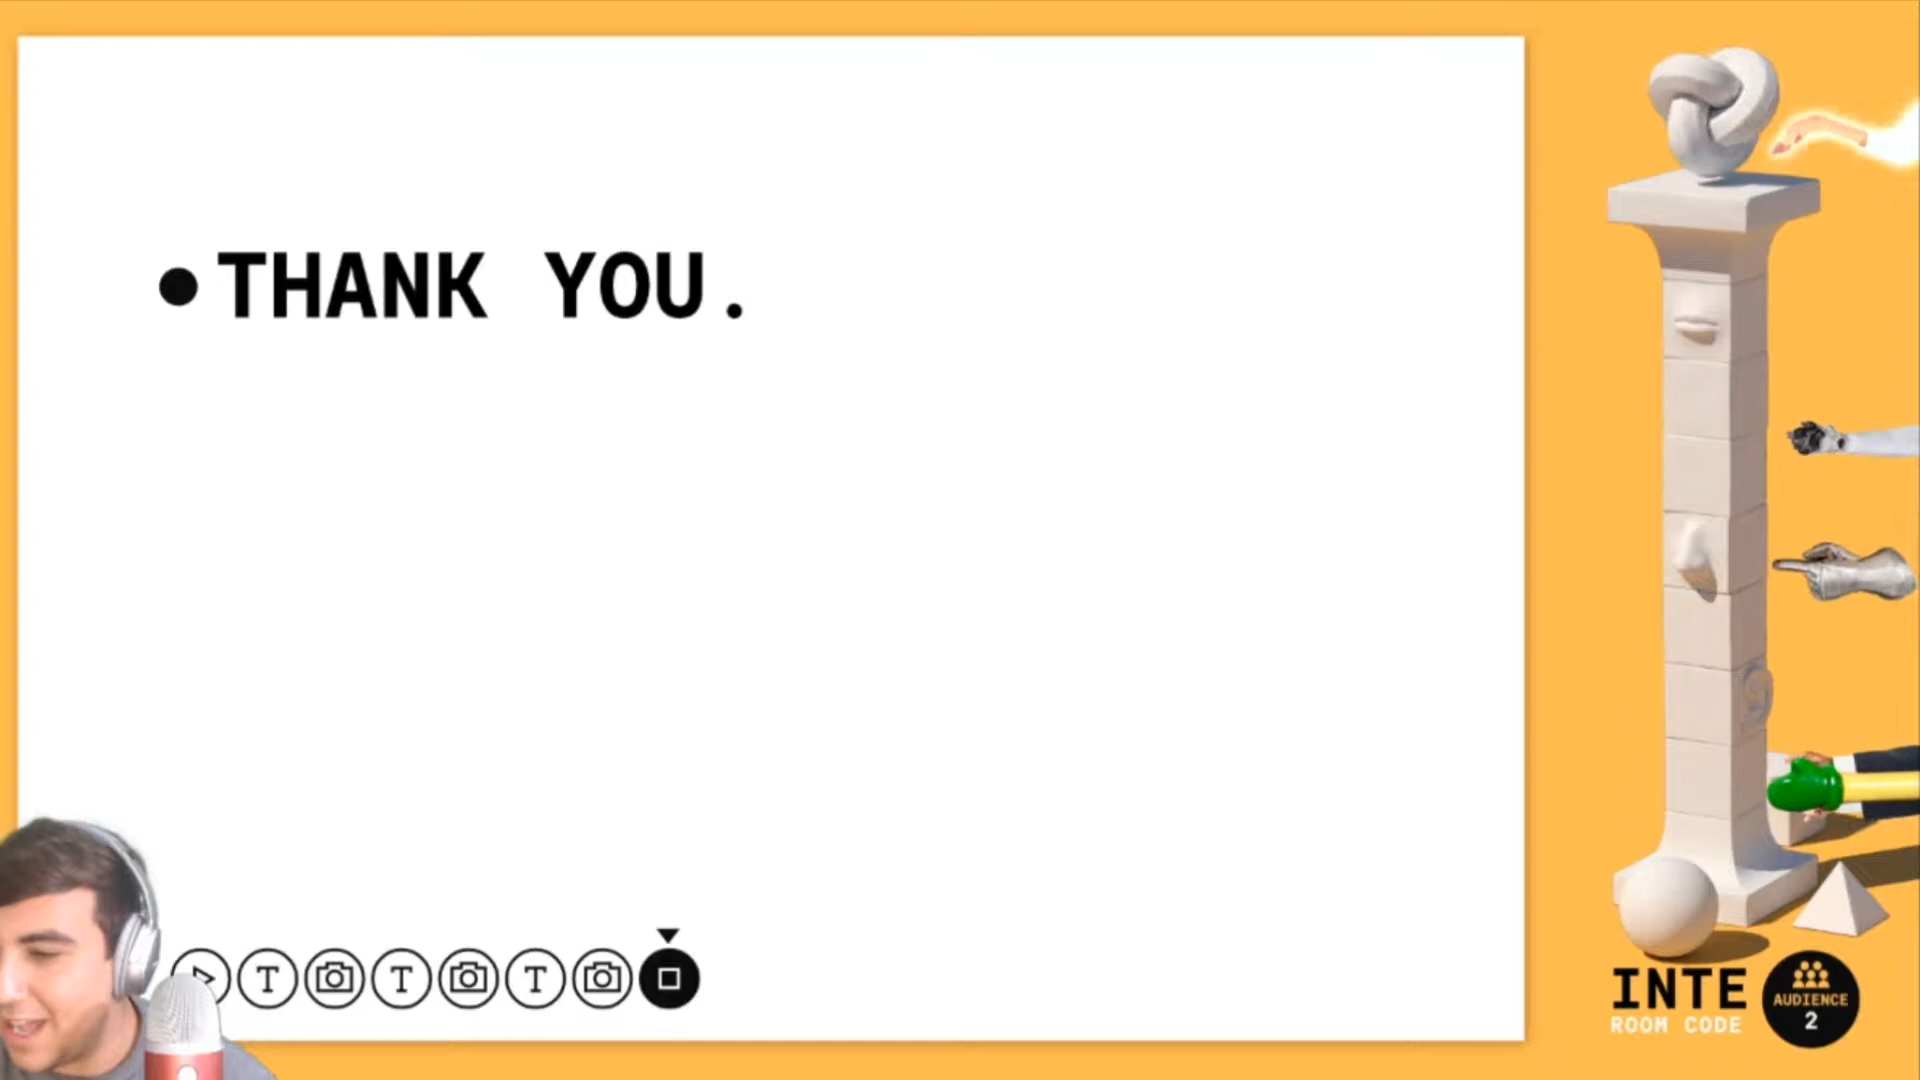 THANK YOU.
T
T
T
INTE
ROOM CODE
AUDIENCE
2